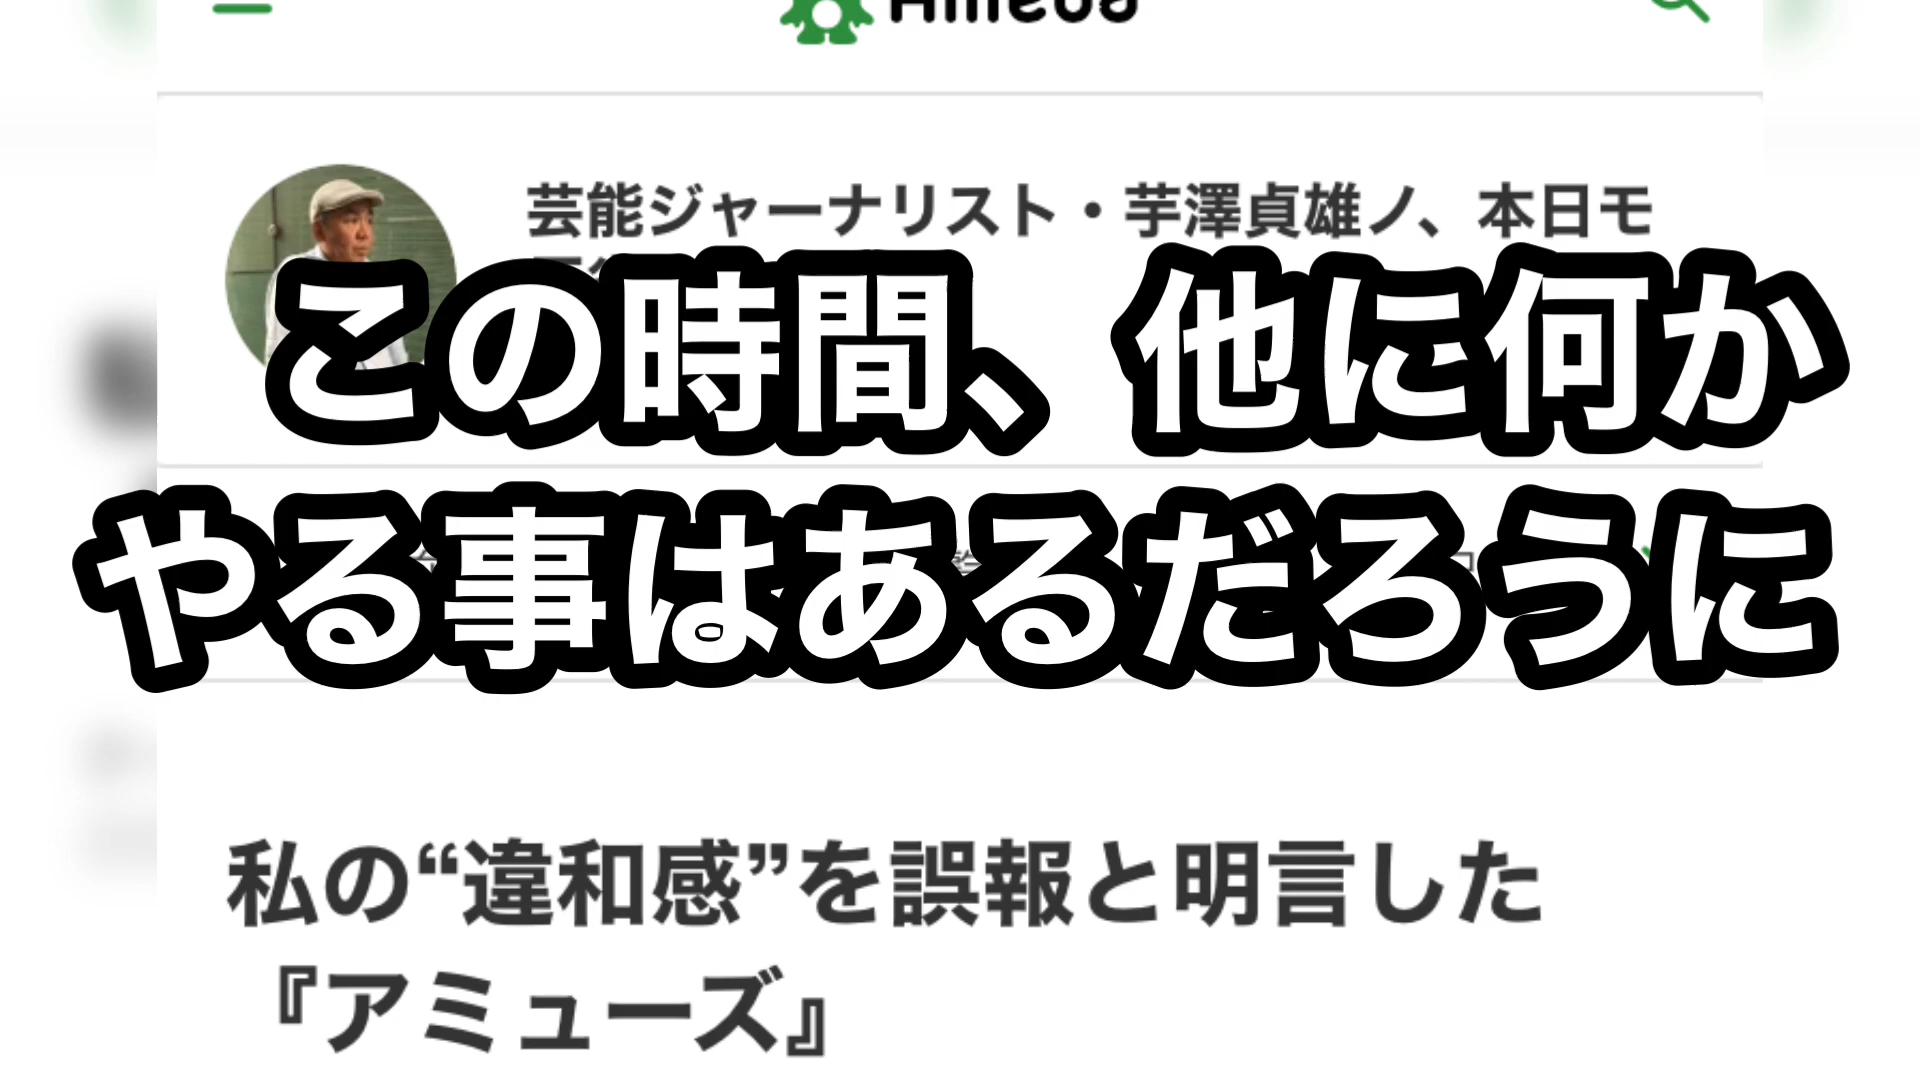 Ameba
芸能ジャーナリスト・芋澤貞雄ノ、本日モ
この時間、他に何か
やる事はあるだろうに
私の“違和感”を誤報と明言した
『アミューズ』